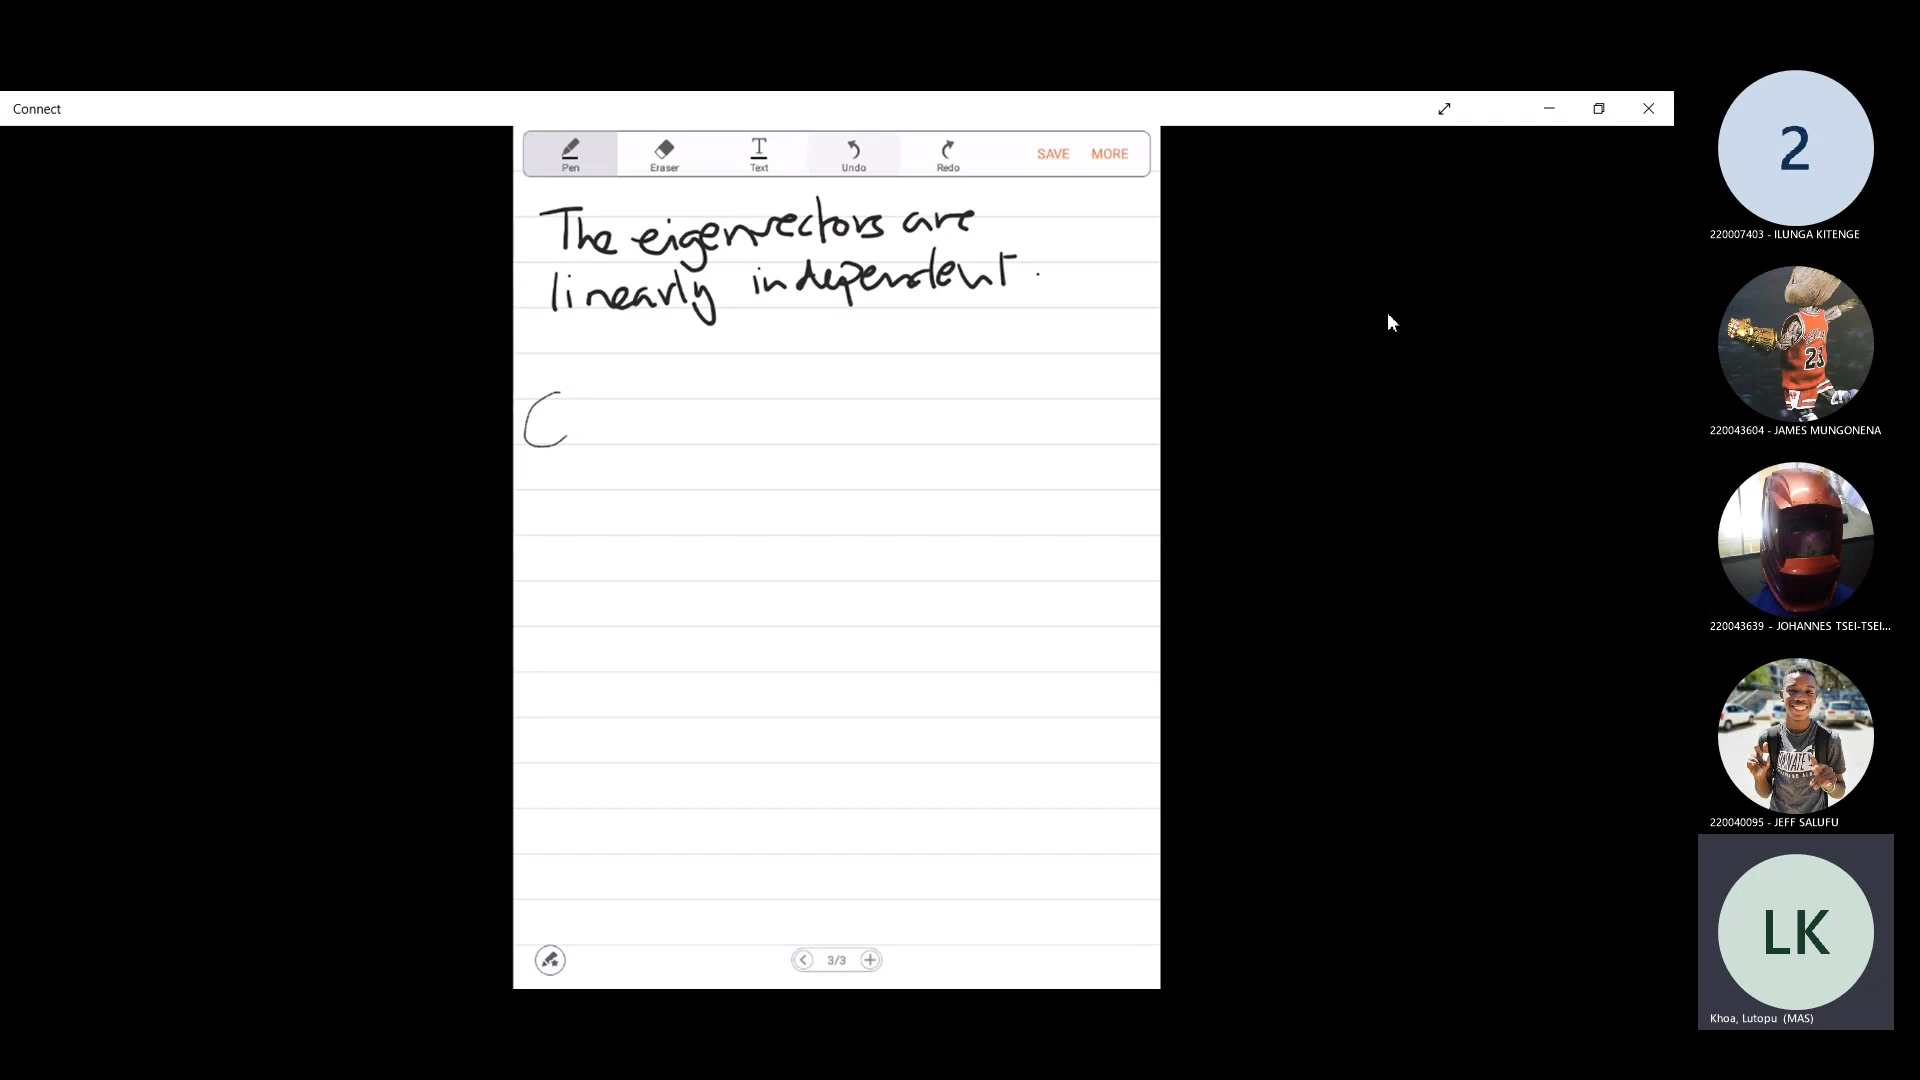 Connect
Pen
Eraser
Text
Undo
Redo
SAVE
MORE
The eigenvectors are
linearly independent.
C
3/3
2
220007403 - ILUNGA KITENGE
23
220043604 - JAMES MUNGONENA
220043639 - JOHANNES TSEI-TSEI...
220040095 - JEFF SALUFU
LK
Khoa, Lutopu (MAS)